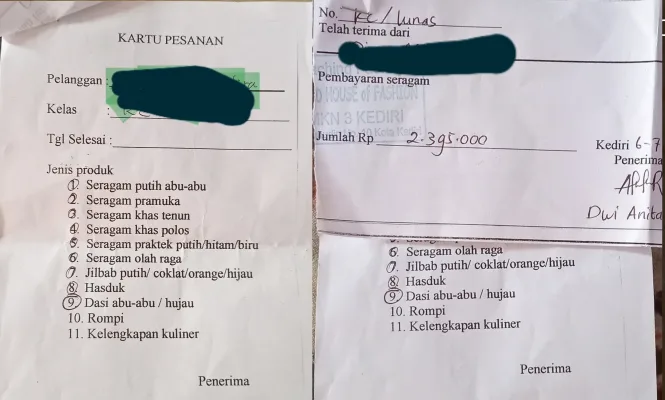 KARTU PESANAN
Pelanggan :
Kelas :
Tgl Selesai :
Jenis produk
1. Seragam putih abu-abu
2. Seragam pramuka
3. Seragam khas tenun
4. Seragam khas polos
5. Seragam praktek putih/hitam/biru
6. Seragam olah raga
7. Jilbab putih/ coklat/orange/hijau
8. Hasduk
9. Dasi abu-abu / hujau
10. Rompi
11. Kelengkapan kuliner
Penerima
No. KC / Lunas
Telah terima dari
Pembayaran seragam
HOUSE of FASHION
KN 3 KEDIRI
Jumlah Rp 2.395.000
Kediri 6-7
Penerima
Dwi Anita
6. Seragam olah raga
7. Jilbab putih/ coklat/orange/hijau
8. Hasduk
9. Dasi abu-abu / hujau
10. Rompi
11. Kelengkapan kuliner
Penerima